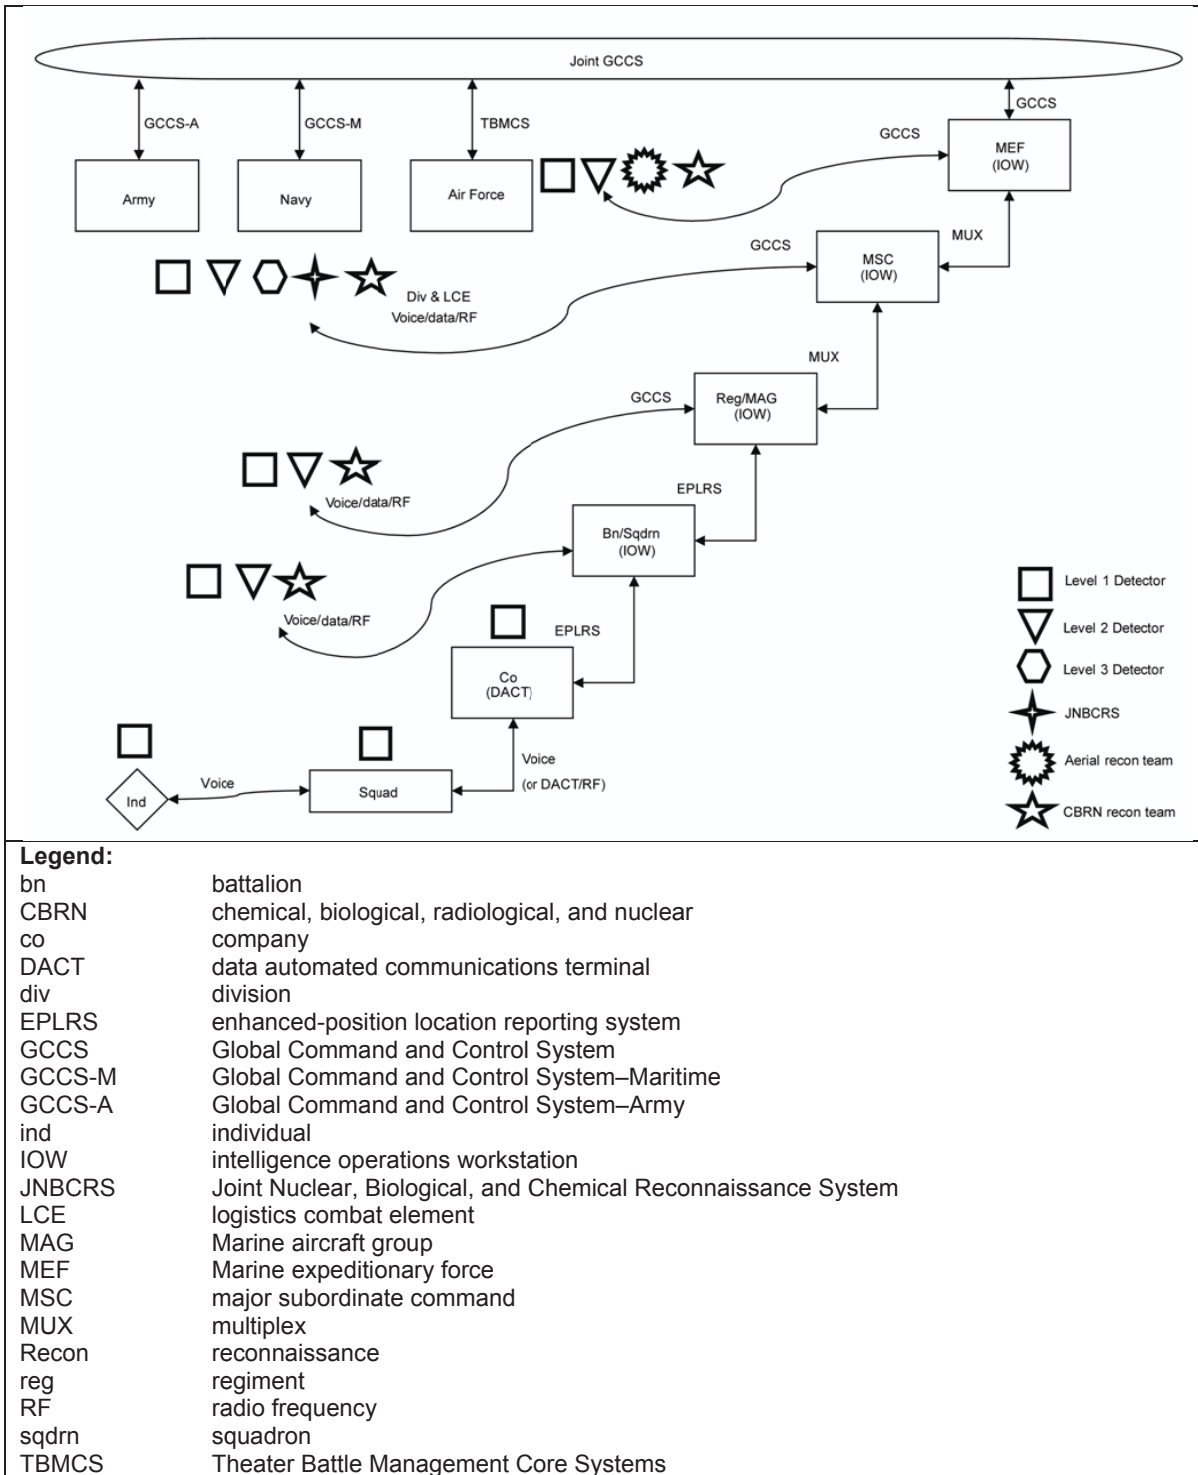 Joint GCCS
GCCS-A
GCCS-M
TBMCS
GCCS
GCCS
Army
Navy
Air Force
MEF
(IOW)
MUX
GCCS
MSC
(IOW)
Div & LCE
Voice/data/RF
MUX
GCCS
Reg/MAG
(IOW)
Voice/data/RF
EPLRS
Bn/Sqdrn
(IOW)
Voice/data/RF
EPLRS
Co
(DACT)
Voice
(or DACT/RF)
Voice
Ind
Squad
Level 1 Detector
Level 2 Detector
Level 3 Detector
JNBCRS
Aerial recon team
CBRN recon team
Legend:
bn battalion
CBRN chemical, biological, radiological, and nuclear
co company
DACT data automated communications terminal
div division
EPLRS enhanced-position location reporting system
GCCS Global Command and Control System
GCCS-M Global Command and Control System–Maritime
GCCS-A Global Command and Control System–Army
ind individual
IOW intelligence operations workstation
JNBCRS Joint Nuclear, Biological, and Chemical Reconnaissance System
LCE logistics combat element
MAG Marine aircraft group
MEF Marine expeditionary force
MSC major subordinate command
MUX multiplex
Recon reconnaissance
reg regiment
RF radio frequency
sqdrn squadron
TBMCS Theater Battle Management Core Systems